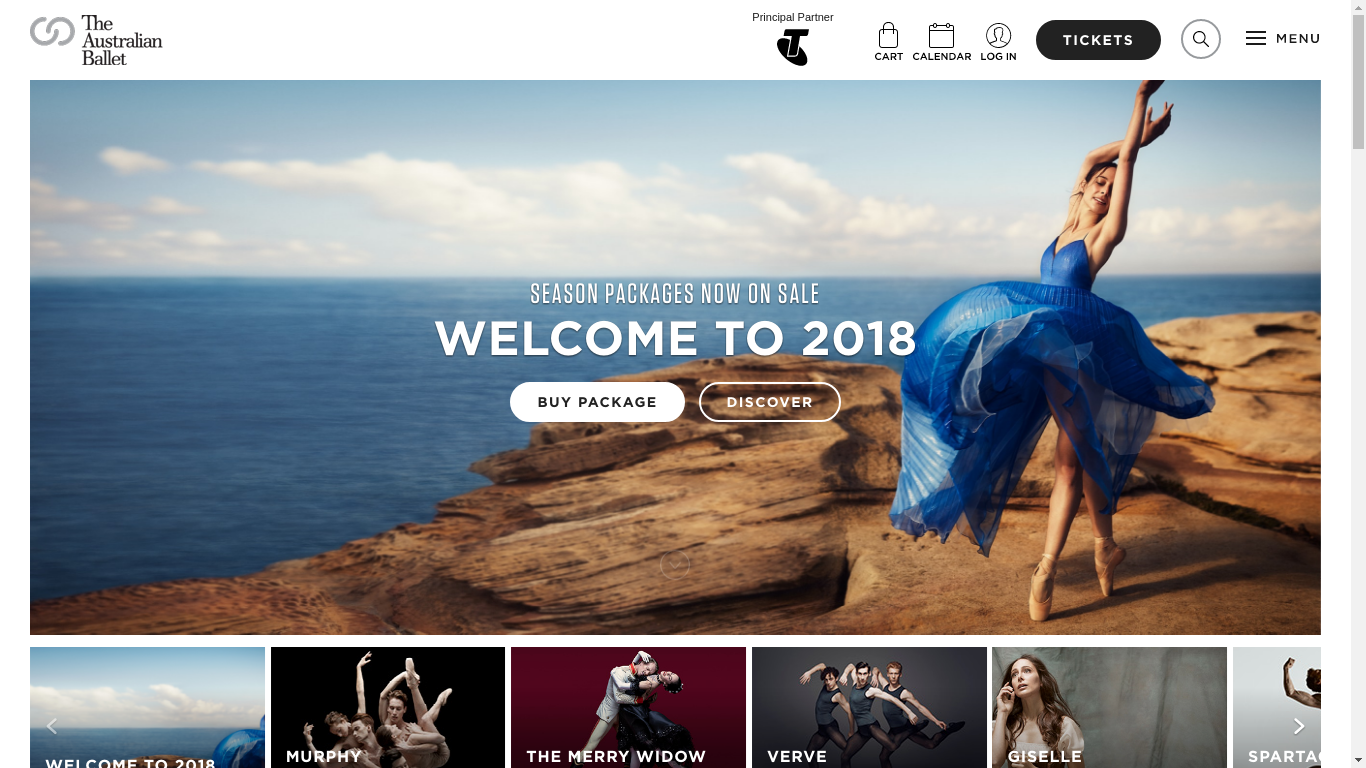 The
Australian
Ballet
Principal Partner
T
CART
CALENDAR
LOG IN
TICKETS
MENU
SEASON PACKAGES NOW ON SALE
WELCOME TO 2018
BUY PACKAGE
DISCOVER
WELCOME TO 2018
MURPHY
THE MERRY WIDOW
VERVE
GISELLE
SPARTAC